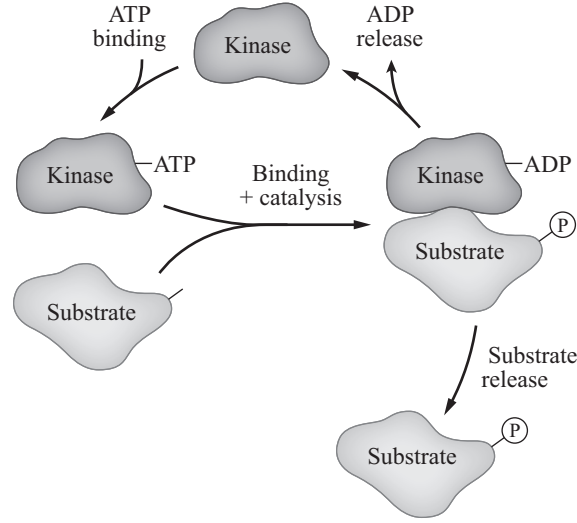 ATP
binding
Kinase
ADP
release
Kinase
ATP
Binding
+ catalysis
Kinase
ADP
Substrate
P
Substrate
Substrate
release
Substrate
P